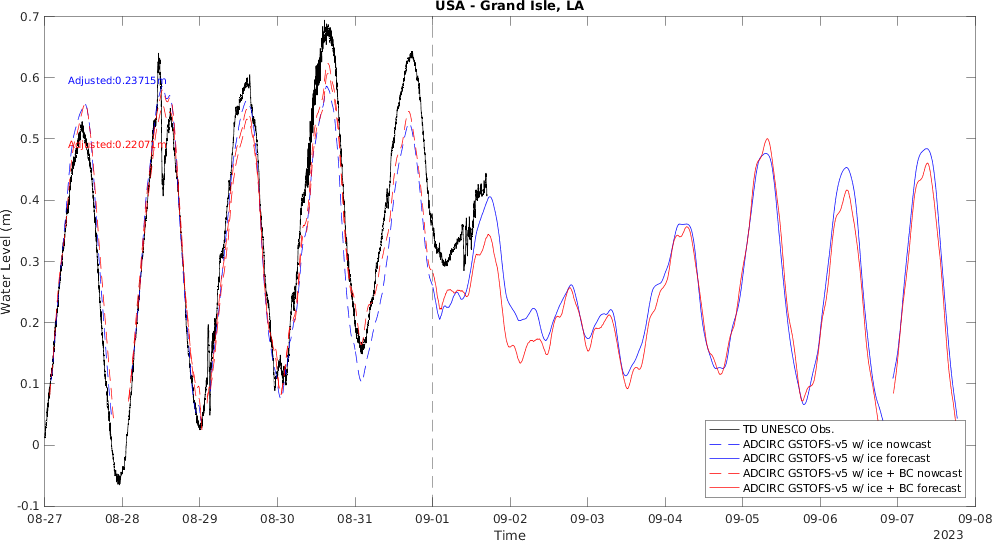 USA - Grand Isle, LA
0.7
0.6
0.5
0.4
0.3
0.2
0.1
0
-0.1
Water Level (m)
Adjusted:0.23715m
Adjusted:0.22071m
TD UNESCO Obs.
ADCIRC GSTOFS-v5 w/ ice nowcast
ADCIRC GSTOFS-v5 w/ ice forecast
ADCIRC GSTOFS-v5 w/ ice + BC nowcast
ADCIRC GSTOFS-v5 w/ ice + BC forecast
08-27 08-28 08-29 08-30 08-31 09-01 09-02 09-03 09-04 09-05 09-06 09-07 09-08
Time
2023